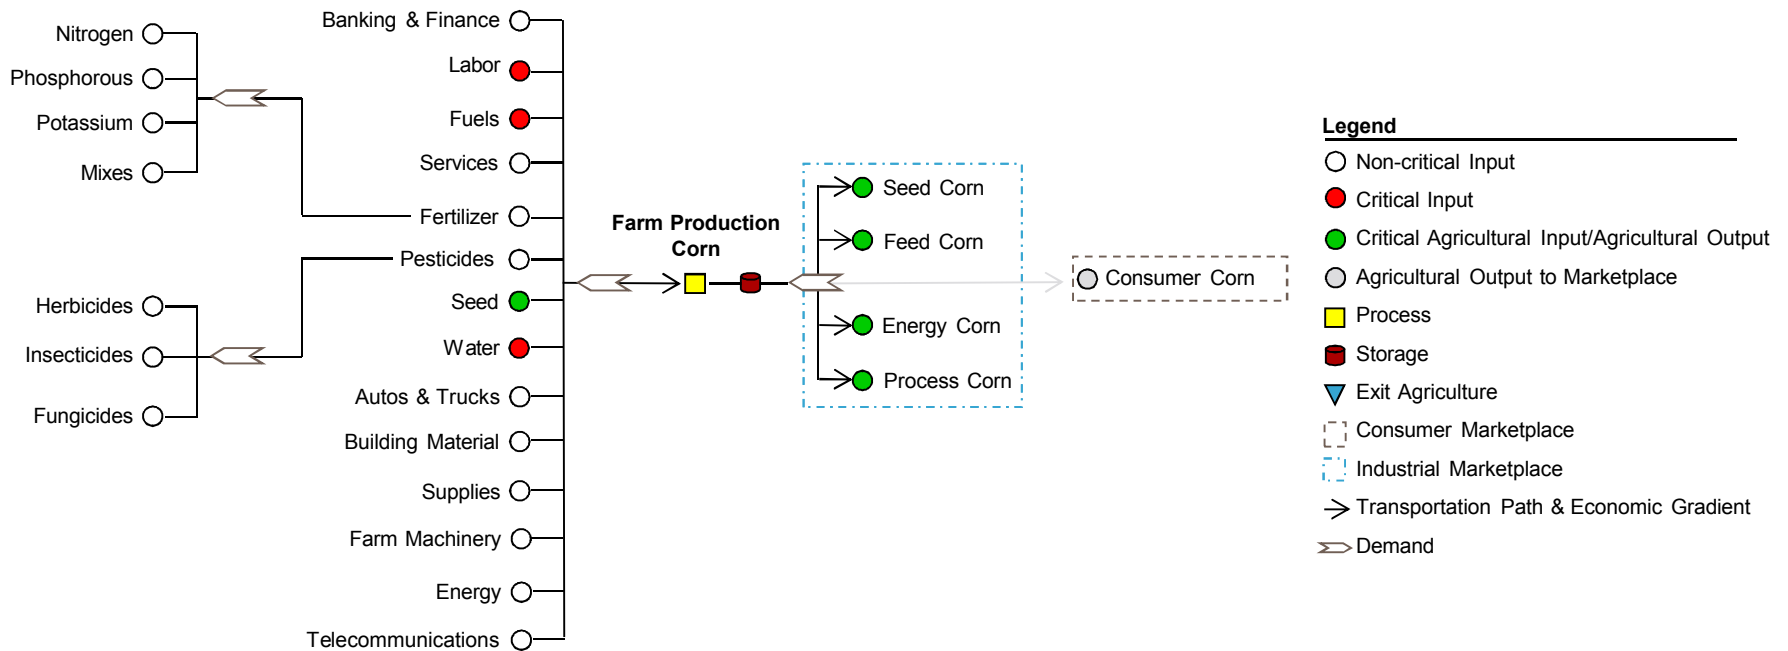 Nitrogen
Phosphorous
Potassium
Mixes
Herbicides
Insecticides
Fungicides
Banking & Finance
Labor
Fuels
Services
Fertilizer
Pesticides
Seed
Water
Autos & Trucks
Building Material
Supplies
Farm Machinery
Energy
Telecommunications
Farm Production
Corn
Seed Corn
Feed Corn
Energy Corn
Process Corn
Consumer Corn
Legend
Non-critical Input
Critical Input
Critical Agricultural Input/Agricultural Output
Agricultural Output to Marketplace
Process
Storage
Exit Agriculture
Consumer Marketplace
Industrial Marketplace
Transportation Path & Economic Gradient
Demand